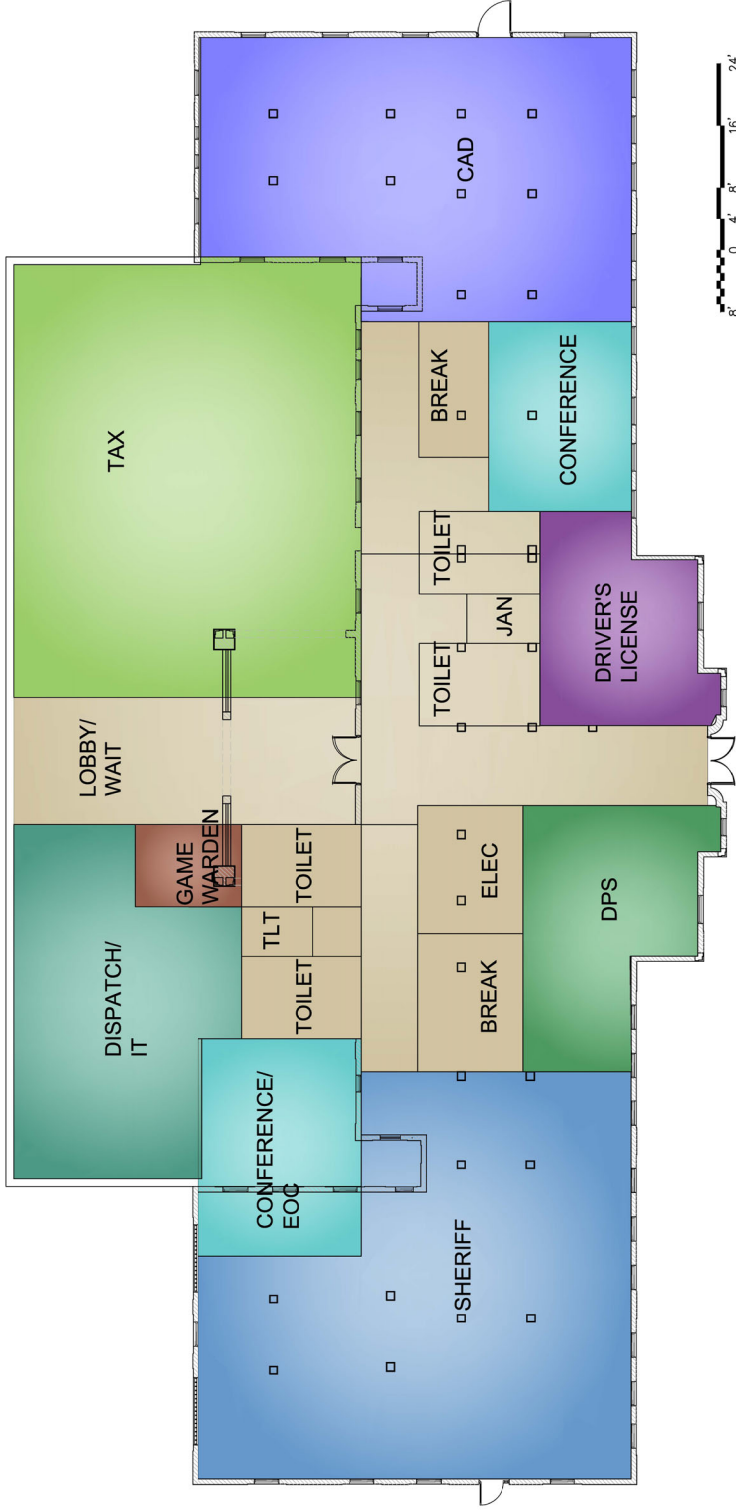 DISPATCH/
IT
GAME
WARDEN
LOBBY/
WAIT
TAX
CONFERENCE/
EOC
TOILET
TLT
TOILET
SHERIFF
BREAK
ELEC
TOILET
JAN
TOILET
BREAK
CAD
DPS
DRIVER'S
LICENSE
CONFERENCE
8' 0 4' 8' 16' 24'